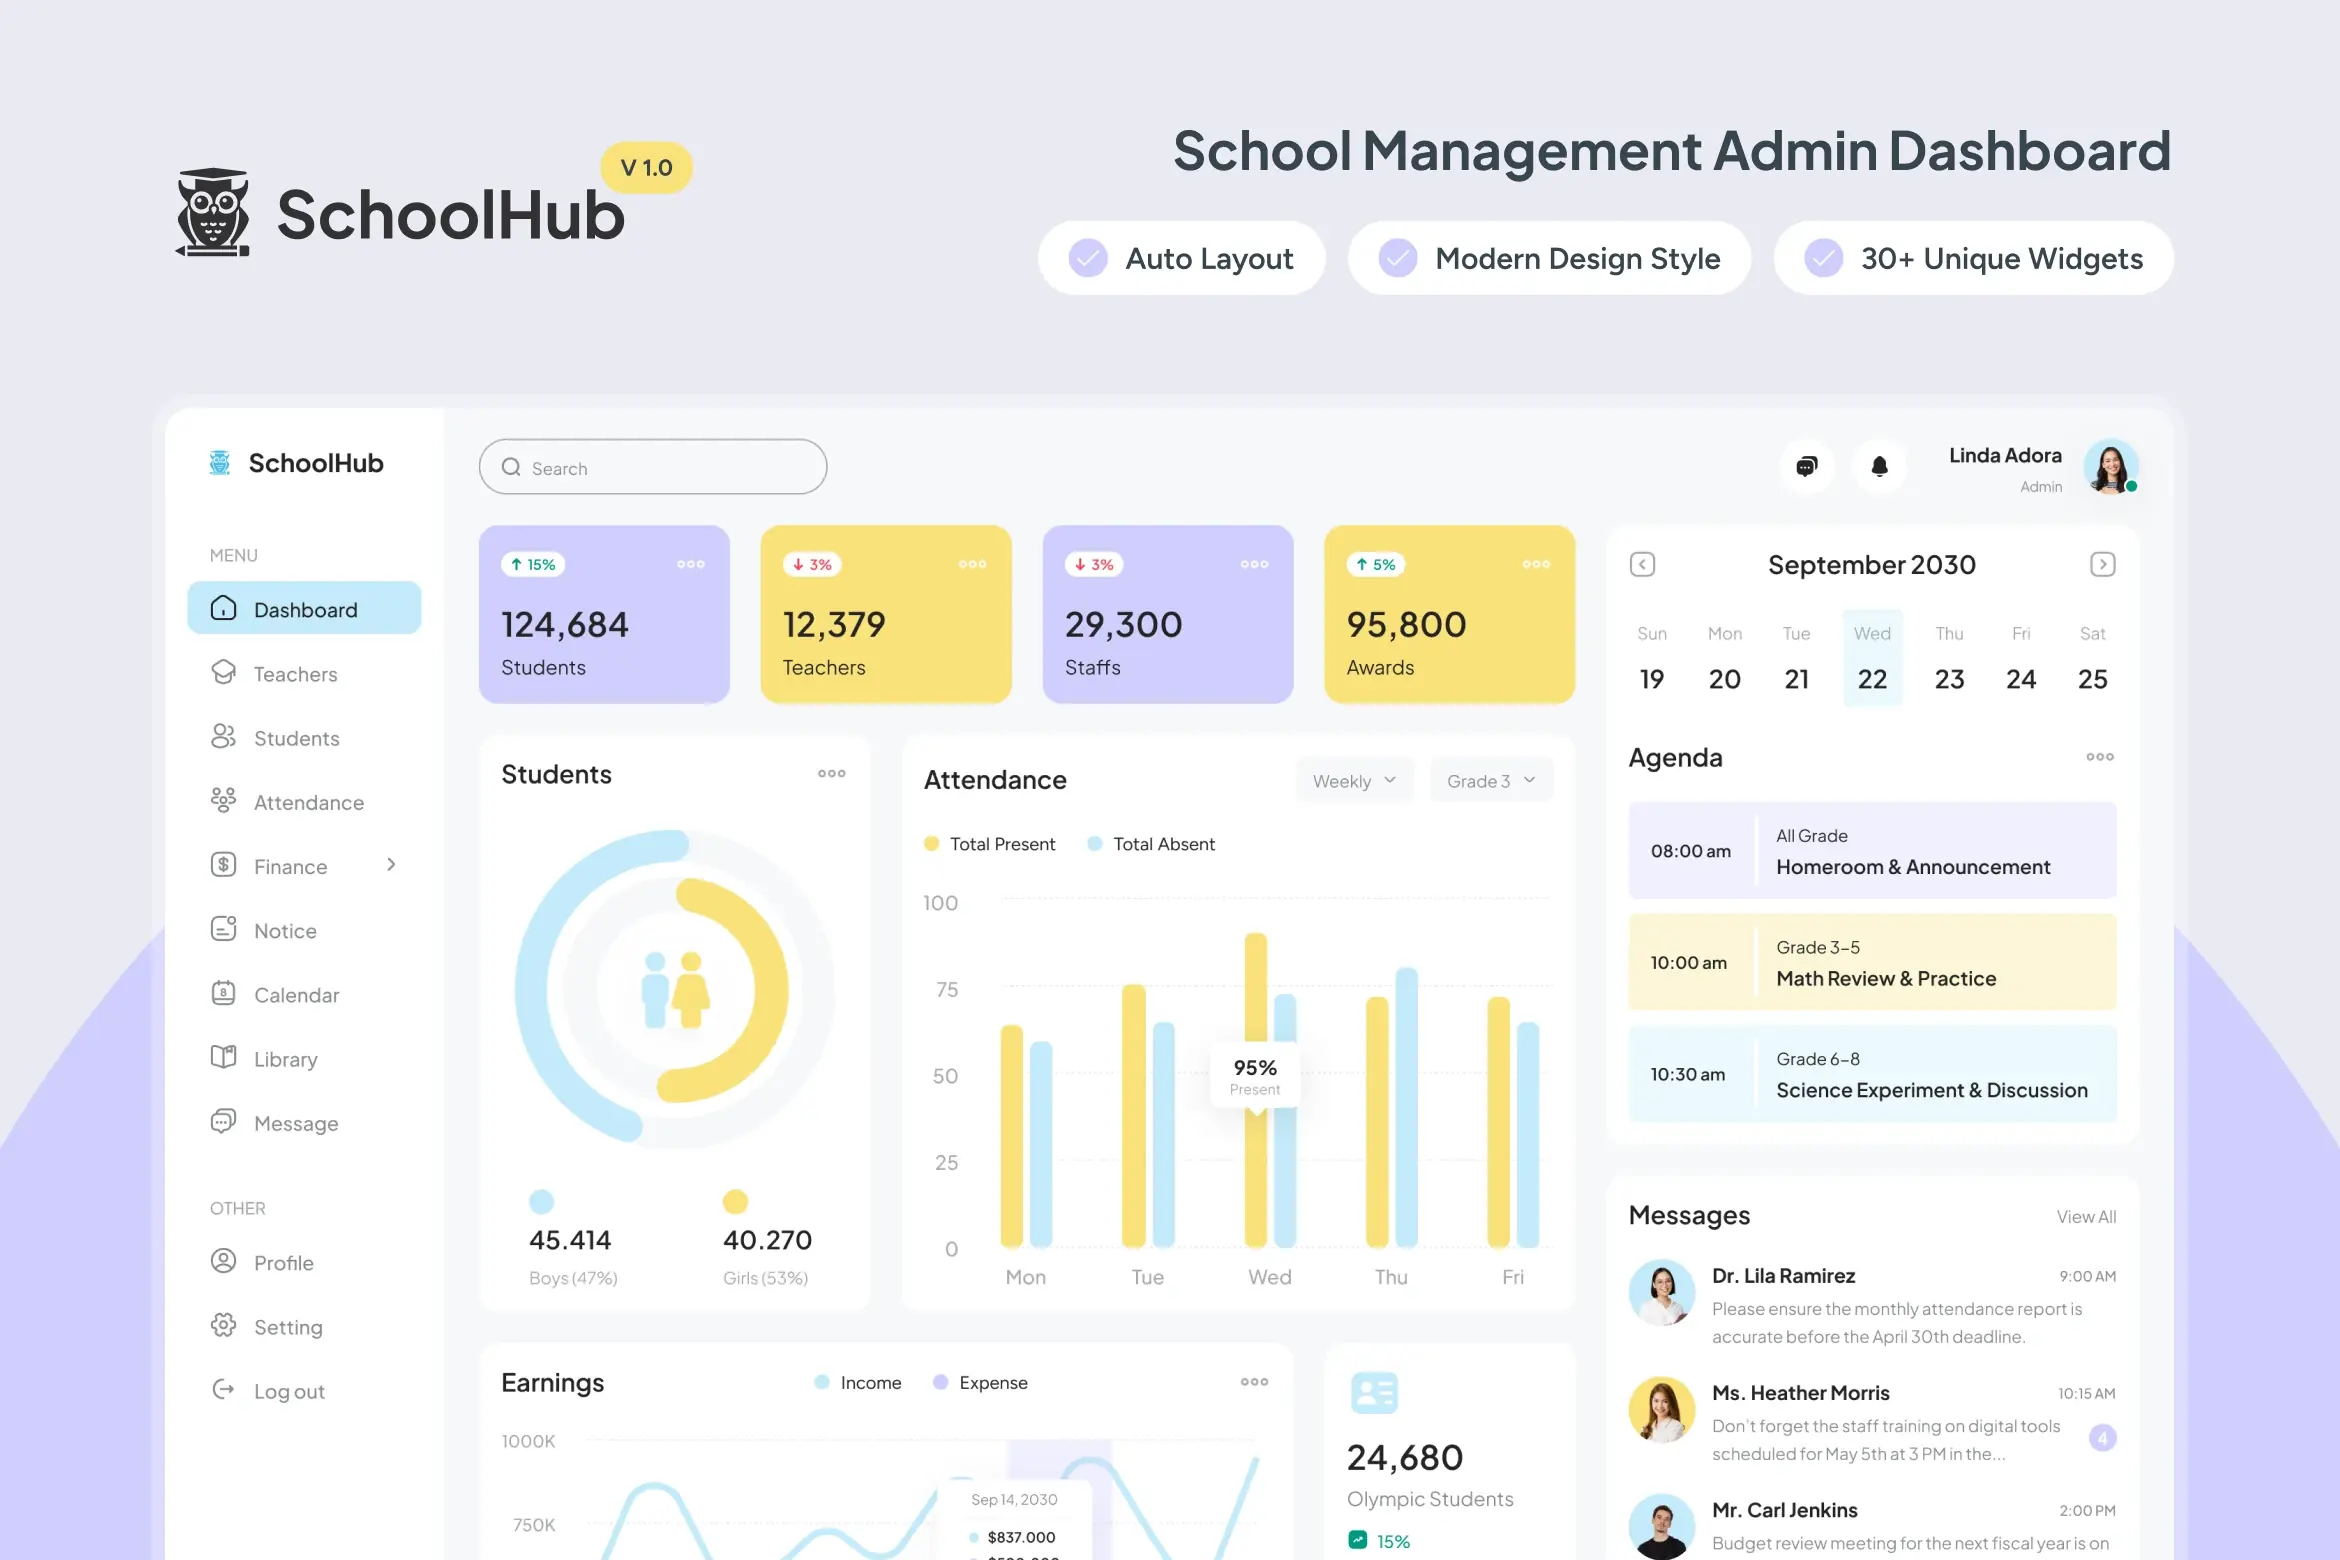 SchoolHub
V 1.0
School Management Admin Dashboard
Auto Layout
Modern Design Style
30+ Unique Widgets
SchoolHub
MENU
Dashboard
Teachers
Students
Attendance
Finance
Notice
Calendar
8
Library
Message
OTHER
Profile
Setting
Log out
Search
Linda Adora
Admin
15%
124,684
Students
3%
12,379
Teachers
3%
29,300
Staffs
5%
95,800
Awards
Students
45.414
Boys (47%)
40.270
Girls (53%)
Attendance
Weekly
Grade 3
Total Present
Total Absent
100
75
50
25
0
95%
Present
Mon
Tue
Wed
Thu
Fri
Earnings
Income
Expense
1000K
750K
Sep 14, 2030
$837.000
24,680
Olympic Students
15%
September 2030
Sun Mon Tue Wed Thu Fri Sat
19 20 21 22 23 24 25
Agenda
08:00 am
All Grade
Homeroom & Announcement
10:00 am
Grade 3–5
Math Review & Practice
10:30 am
Grade 6–8
Science Experiment & Discussion
Messages
View All
Dr. Lila Ramirez
9:00 AM
Please ensure the monthly attendance report is
accurate before the April 30th deadline.
Ms. Heather Morris
10:15 AM
Don't forget the staff training on digital tools
scheduled for May 5th at 3 PM in the...
4
Mr. Carl Jenkins
2:00 PM
Budget review meeting for the next fiscal year is on